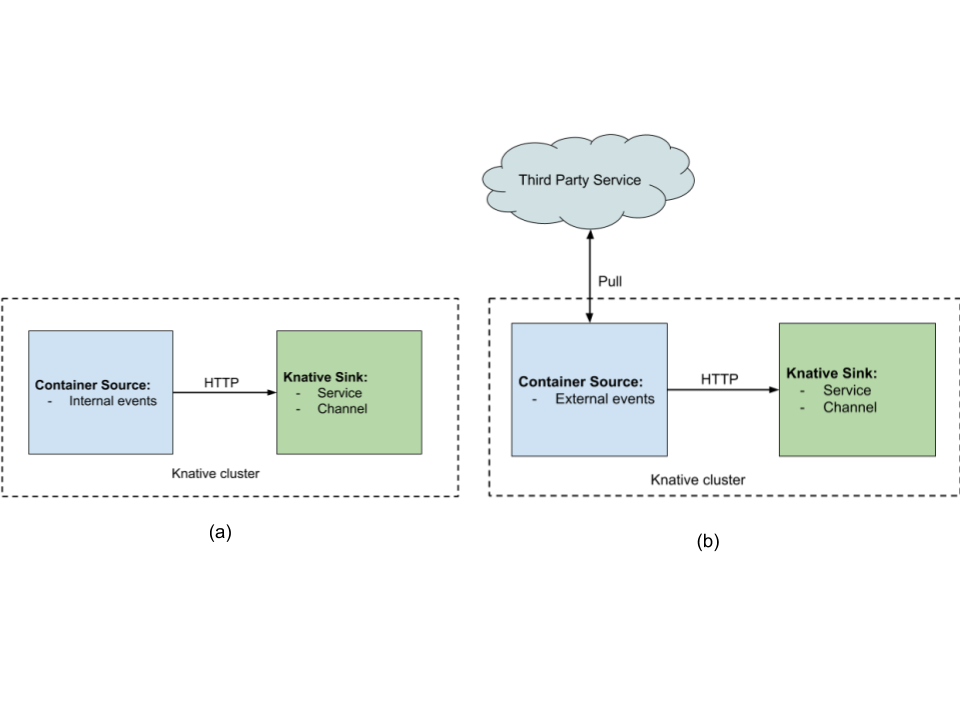 Container Source:
- Internal events
HTTP
Knative Sink:
- Service
- Channel
Knative cluster
(a)
Third Party Service
Pull
Container Source:
- External events
HTTP
Knative Sink:
- Service
- Channel
Knative cluster
(b)